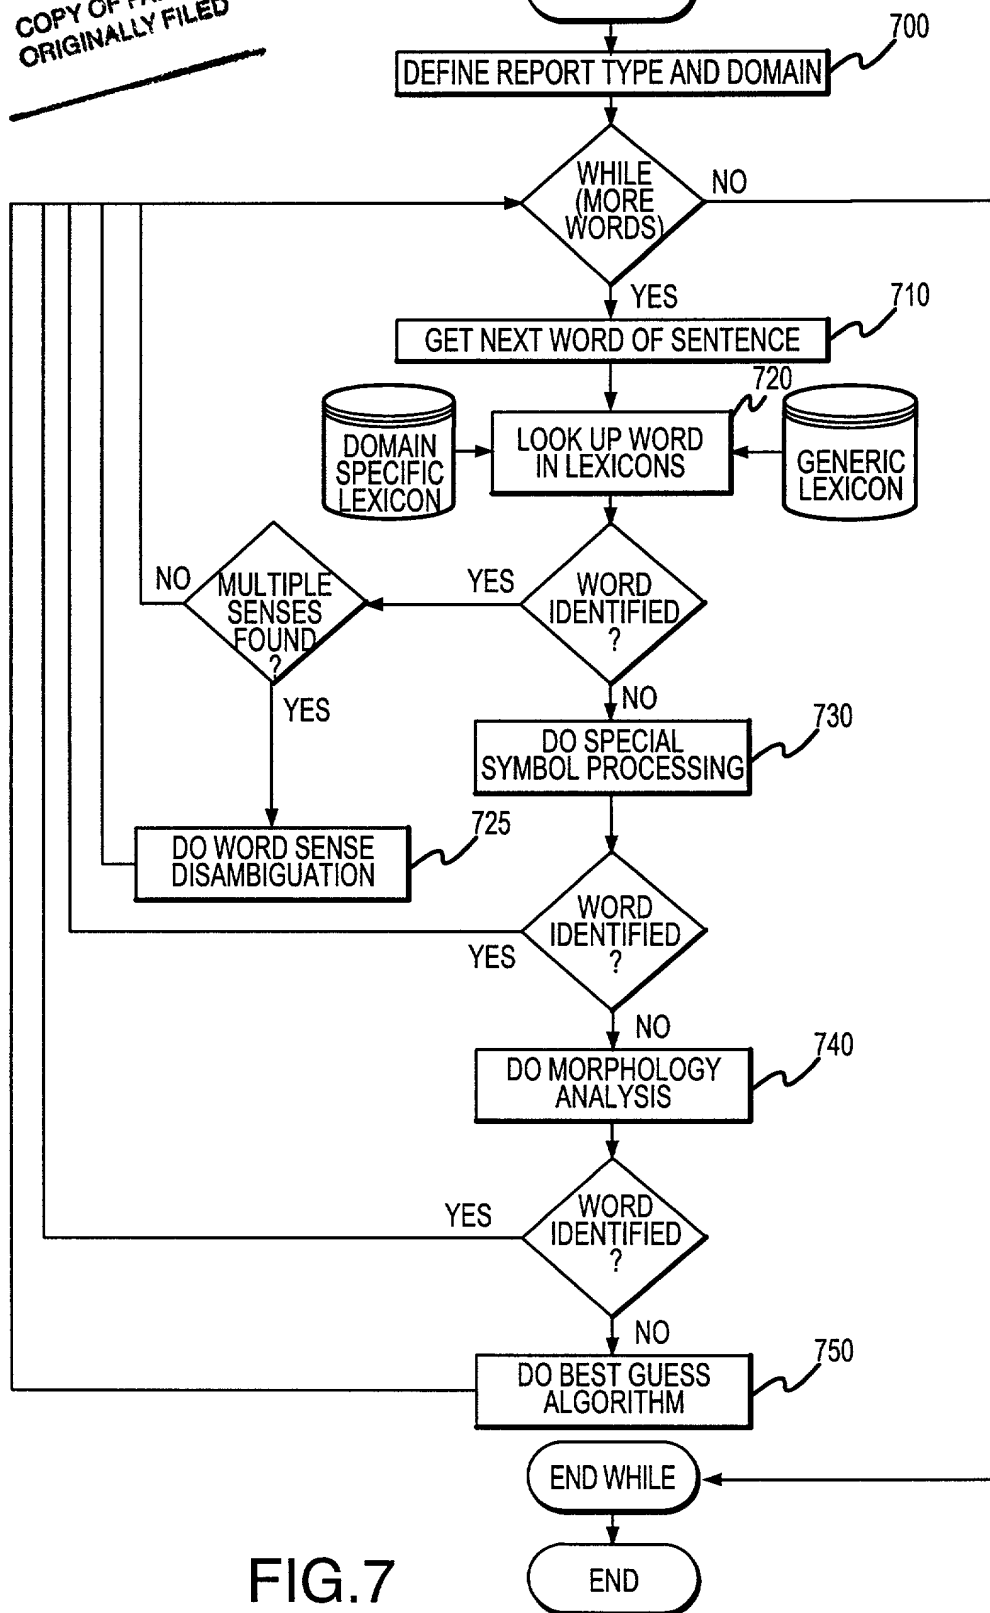 COPY OF
ORIGINALLY FILED
700
DEFINE REPORT TYPE AND DOMAIN
WHILE
(MORE
WORDS)
NO
YES
710
GET NEXT WORD OF SENTENCE
720
DOMAIN
SPECIFIC
LEXICON
LOOK UP WORD
IN LEXICONS
GENERIC
LEXICON
NO
MULTIPLE
SENSES
FOUND
?
YES
WORD
IDENTIFIED
?
YES
NO
730
DO SPECIAL
SYMBOL PROCESSING
725
DO WORD SENSE
DISAMBIGUATION
WORD
IDENTIFIED
?
YES
NO
740
DO MORPHOLOGY
ANALYSIS
YES
WORD
IDENTIFIED
?
NO
750
DO BEST GUESS
ALGORITHM
END WHILE
END
FIG.7